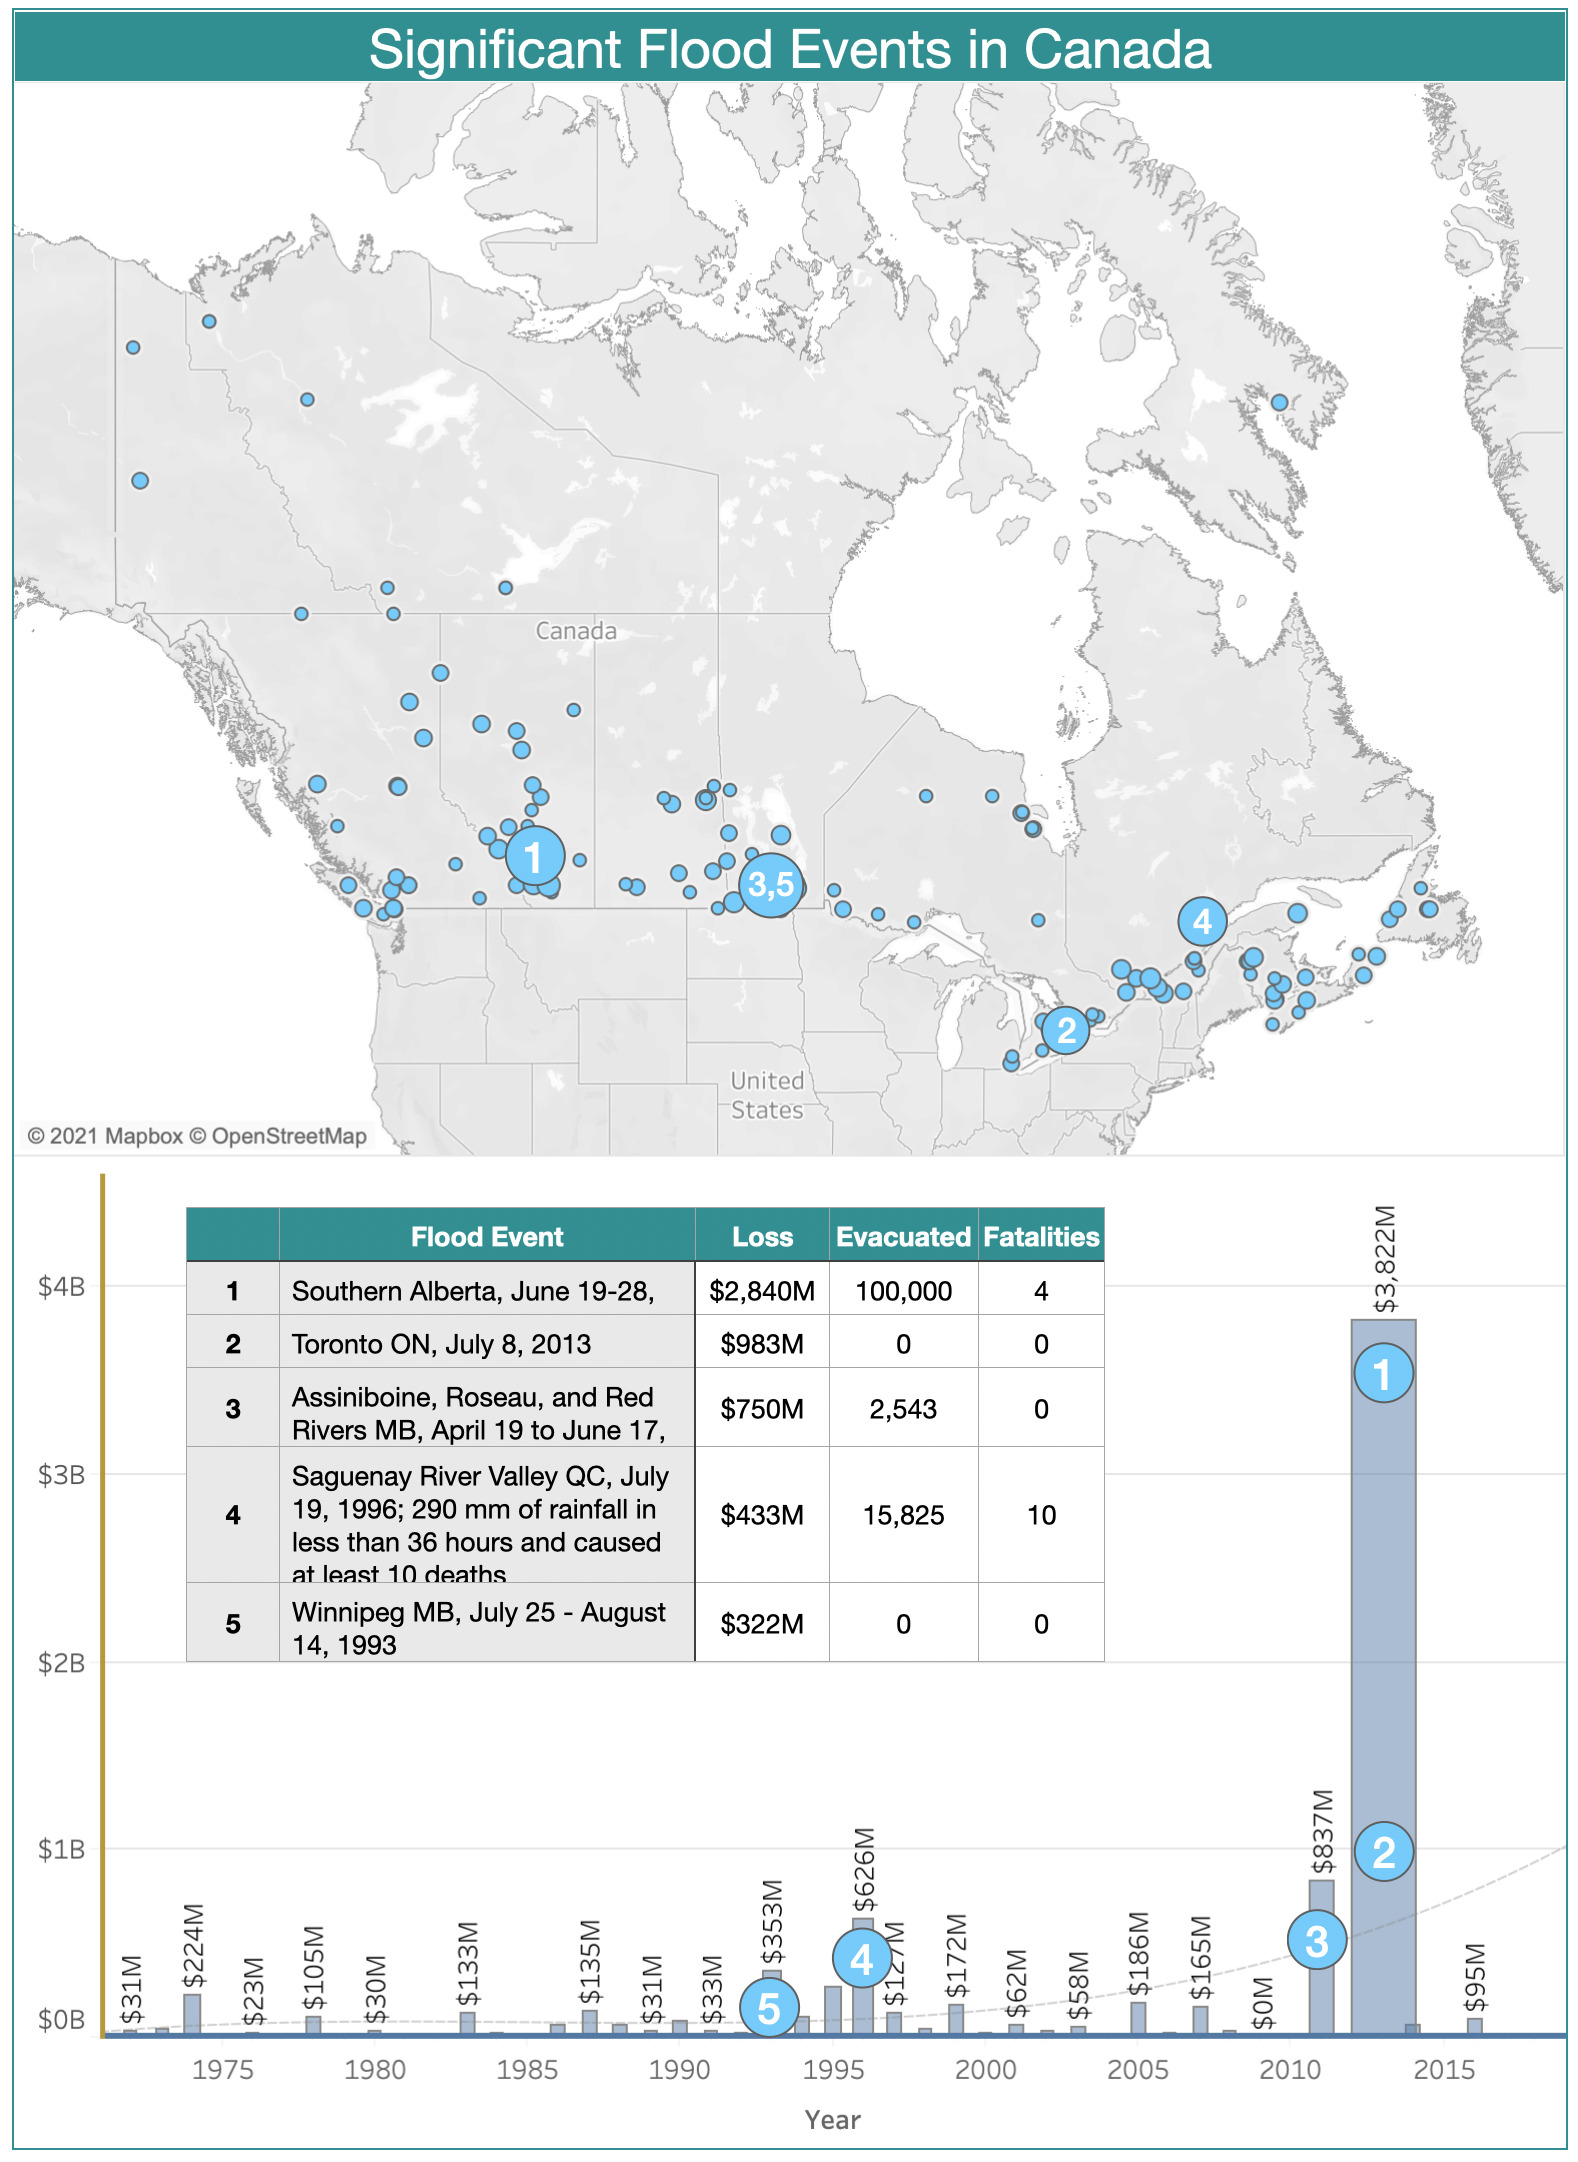 Significant Flood Events in Canada
Canada
1
3,5
4
2
United
States
© 2021 Mapbox © OpenStreetMap
Flood Event Loss Evacuated Fatalities
1 Southern Alberta, June 19-28, $2,840M 100,000 4
2 Toronto ON, July 8, 2013 $983M 0 0
3 Assiniboine, Roseau, and Red
Rivers MB, April 19 to June 17, $750M 2,543 0
Saguenay River Valley QC, July
19, 1996; 290 mm of rainfall in
4 less than 36 hours and caused $433M 15,825 10
at least 10 deaths
5 Winnipeg MB, July 25 - August $322M 0 0
14, 1993
$4B
$3B
$2B
$1B
$0B
$31M
$224M
$23M
$105M
$30M
$133M
$135M
$31M
$33M
$353M
5
$626M
4
$127M
$172M
$62M
$58M
$186M
$165M
$0M
$837M
3
$3,822M
1
2
$95M
1975 1980 1985 1990 1995 2000 2005 2010 2015
Year